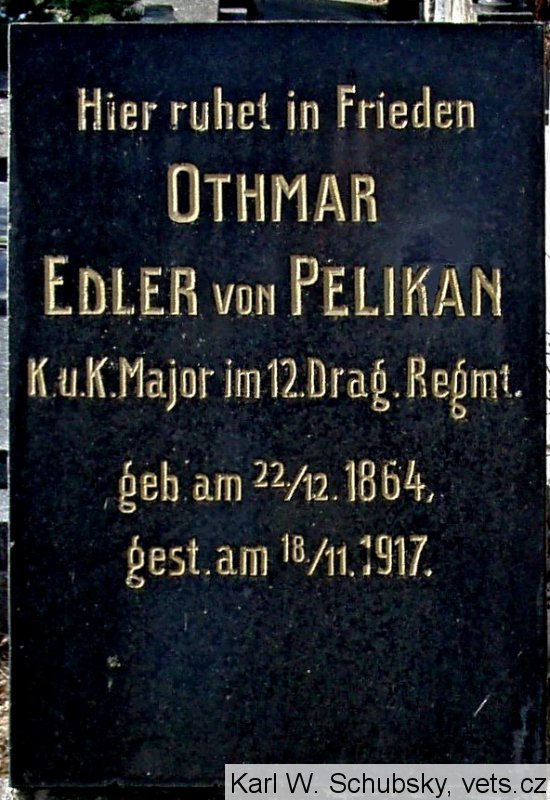 Hier ruhet in Frieden
OTHMAR
EDLER VON PELIKAN
K.u.K.Major im 12.Drag.Regmt.
geb.am 22./12.1864,
gest.am 18./11.1917.
Karl W. Schubsky, vets.cz